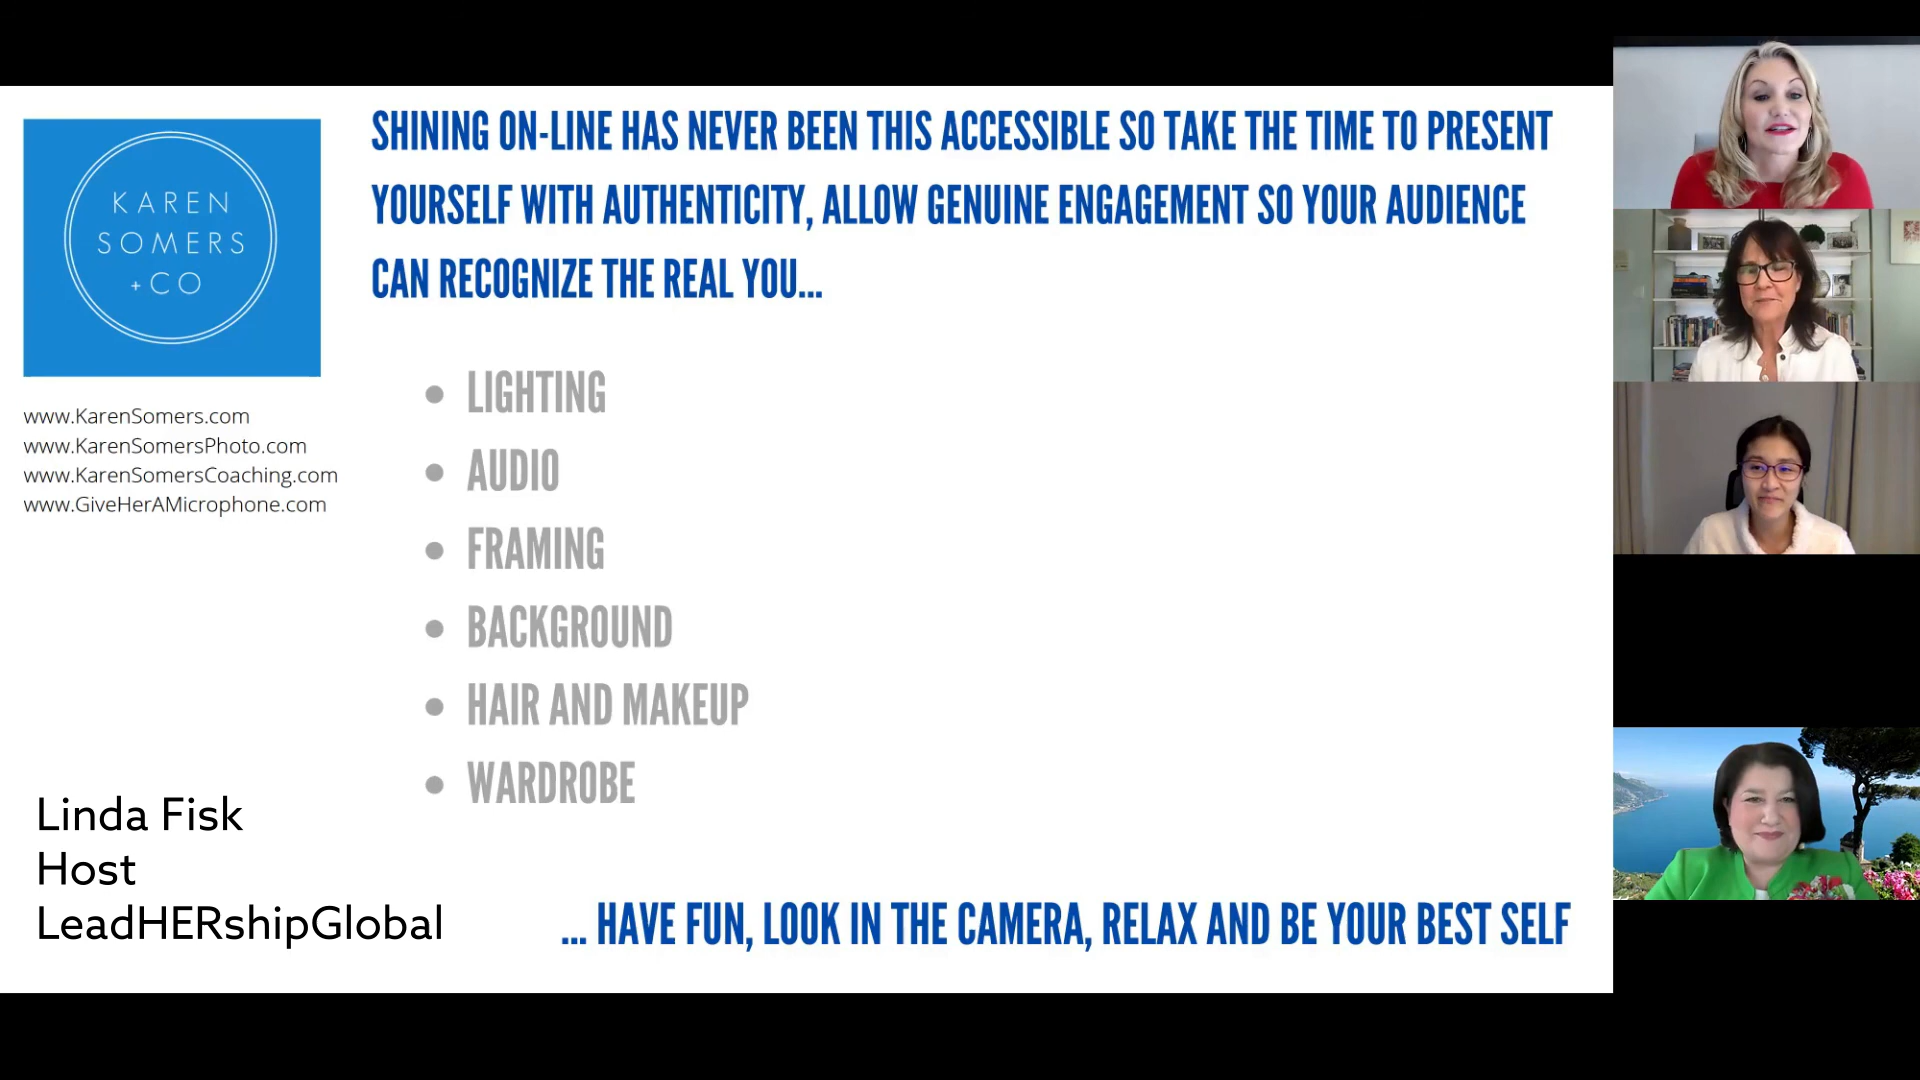 KAREN
SOMERS
+CO
www.KarenSomers.com
www.KarenSomersPhoto.com
www.KarenSomersCoaching.com
www.GiveHerAMicrophone.com
SHINING ON-LINE HAS NEVER BEEN THIS ACCESSIBLE SO TAKE THE TIME TO PRESENT
YOURSELF WITH AUTHENTICITY, ALLOW GENUINE ENGAGEMENT SO YOUR AUDIENCE
CAN RECOGNIZE THE REAL YOU...
• LIGHTING
• AUDIO
• FRAMING
• BACKGROUND
• HAIR AND MAKEUP
• WARDROBE
Linda Fisk
Host
LeadHERshipGlobal
... HAVE FUN, LOOK IN THE CAMERA, RELAX AND BE YOUR BEST SELF